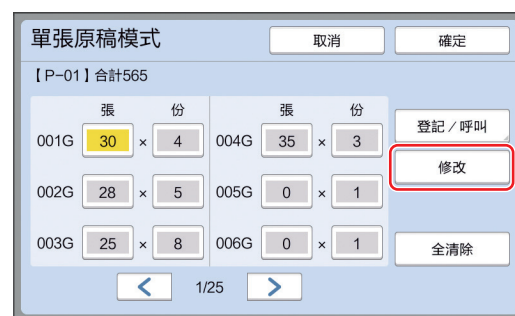 單張原稿模式 取消 確定
【P-01】合計565
張 份 張 份
001G 30 × 4 004G 35 × 3 登記／呼叫
002G 28 × 5 005G 0 × 1 修改
003G 25 × 8 006G 0 × 1 全清除
< 1/25 >